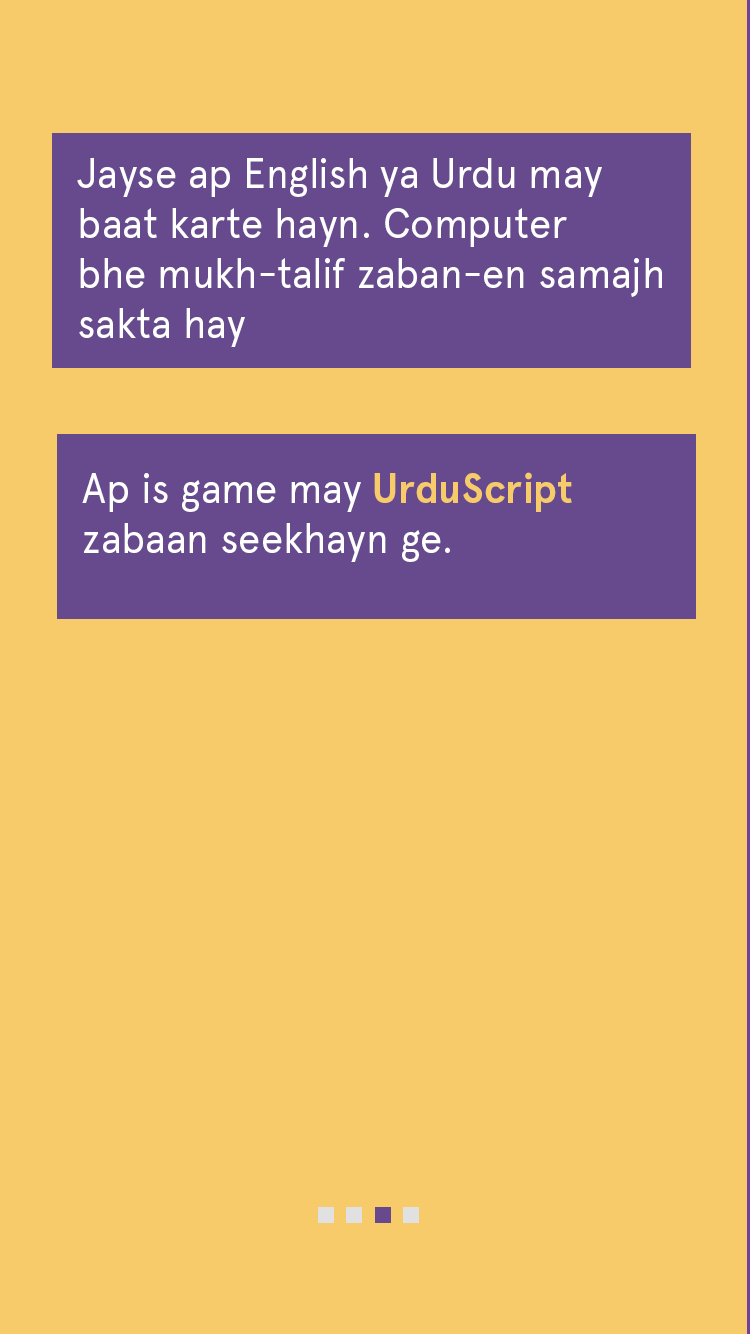 Jayse ap English ya Urdu may
baat karte hayn. Computer
bhe mukh-talif zaban-en samajh
sakta hay
Ap is game may UrduScript
zabaan seekhayn ge.